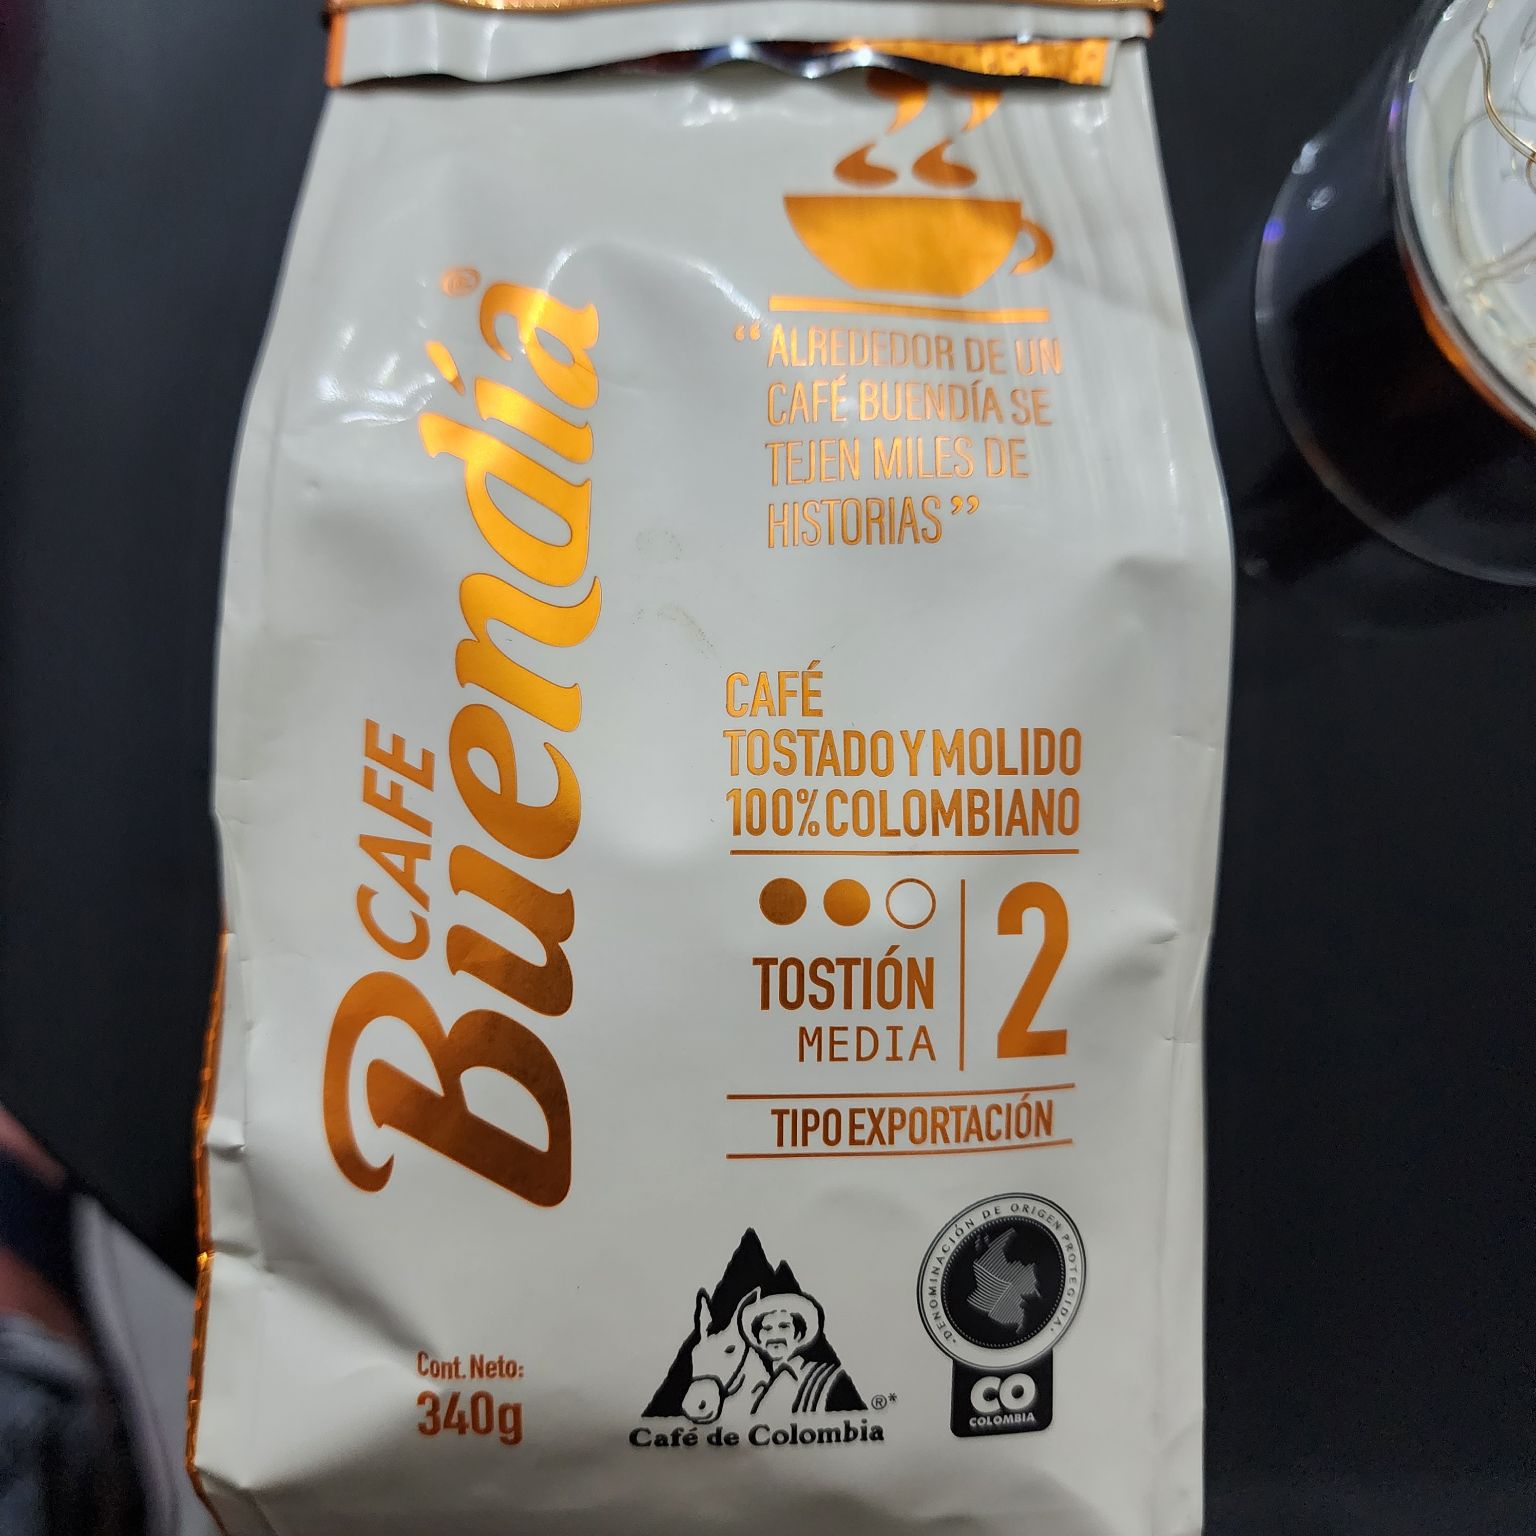 CAFE
Buendía®
“ALREDEDOR DE UN
CAFÉ BUENDÍA SE
TEJEN MILES DE
HISTORIAS”
CAFÉ
TOSTADO Y MOLIDO
100% COLOMBIANO
TOSTIÓN
MEDIA
2
TIPO EXPORTACIÓN
Cont. Neto:
340g
®*
Café de Colombia
·DENOMINACIÓN DE ORIGEN PROTEGIDA·
CO
COLOMBIA